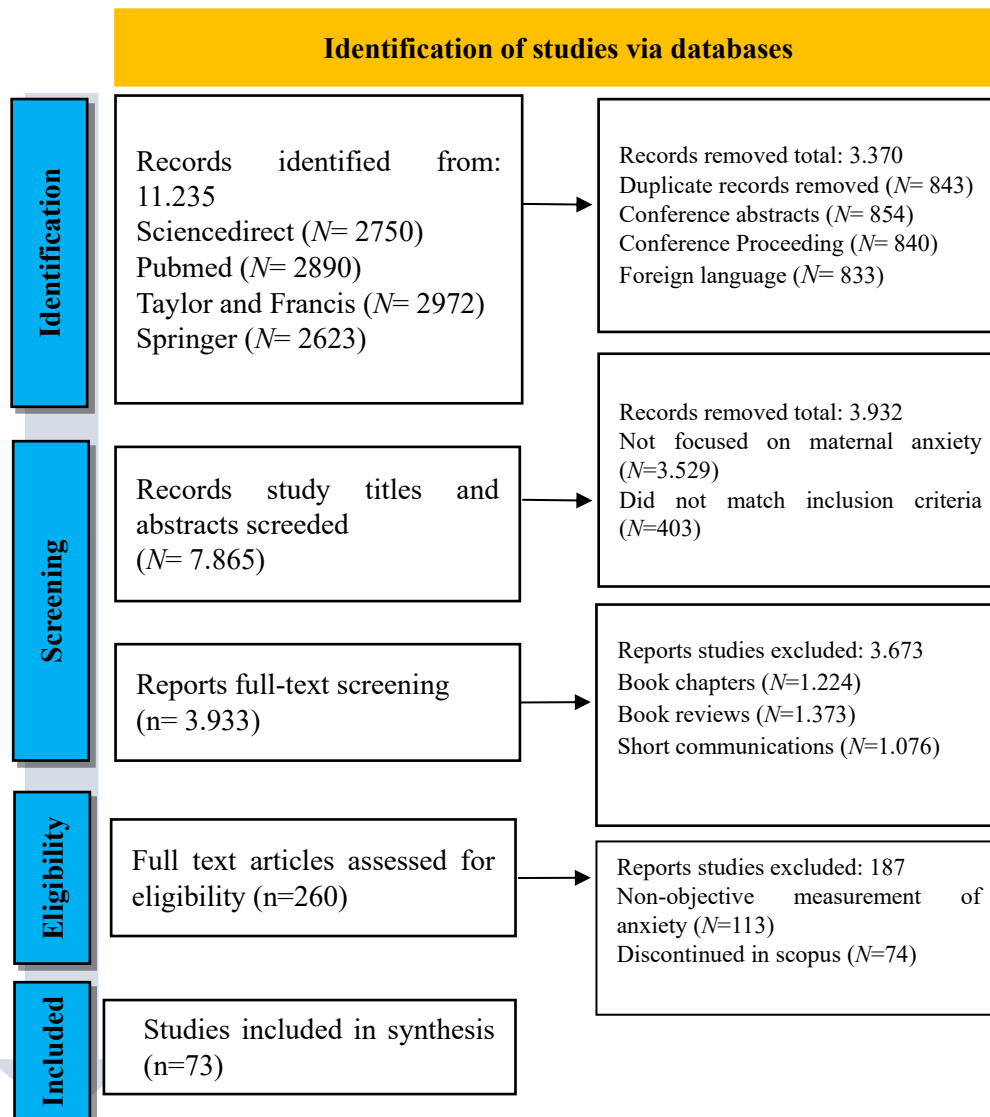 Identification of studies via databases
Identification
Records identified from:
11.235
Sciencedirect (N= 2750)
Pubmed (N= 2890)
Taylor and Francis (N= 2972)
Springer (N= 2623)
Records removed total: 3.370
Duplicate records removed (N= 843)
Conference abstracts (N= 854)
Conference Proceeding (N= 840)
Foreign language (N= 833)
Screening
Records study titles and
abstracts screeded
(N= 7.865)
Records removed total: 3.932
Not focused on maternal anxiety
(N=3.529)
Did not match inclusion criteria
(N=403)
Reports full-text screening
(n= 3.933)
Reports studies excluded: 3.673
Book chapters (N=1.224)
Book reviews (N=1.373)
Short communications (N=1.076)
Eligibility
Full text articles assessed for
eligibility (n=260)
Reports studies excluded: 187
Non-objective measurement of
anxiety (N=113)
Discontinued in scopus (N=74)
Included
Studies included in synthesis
(n=73)